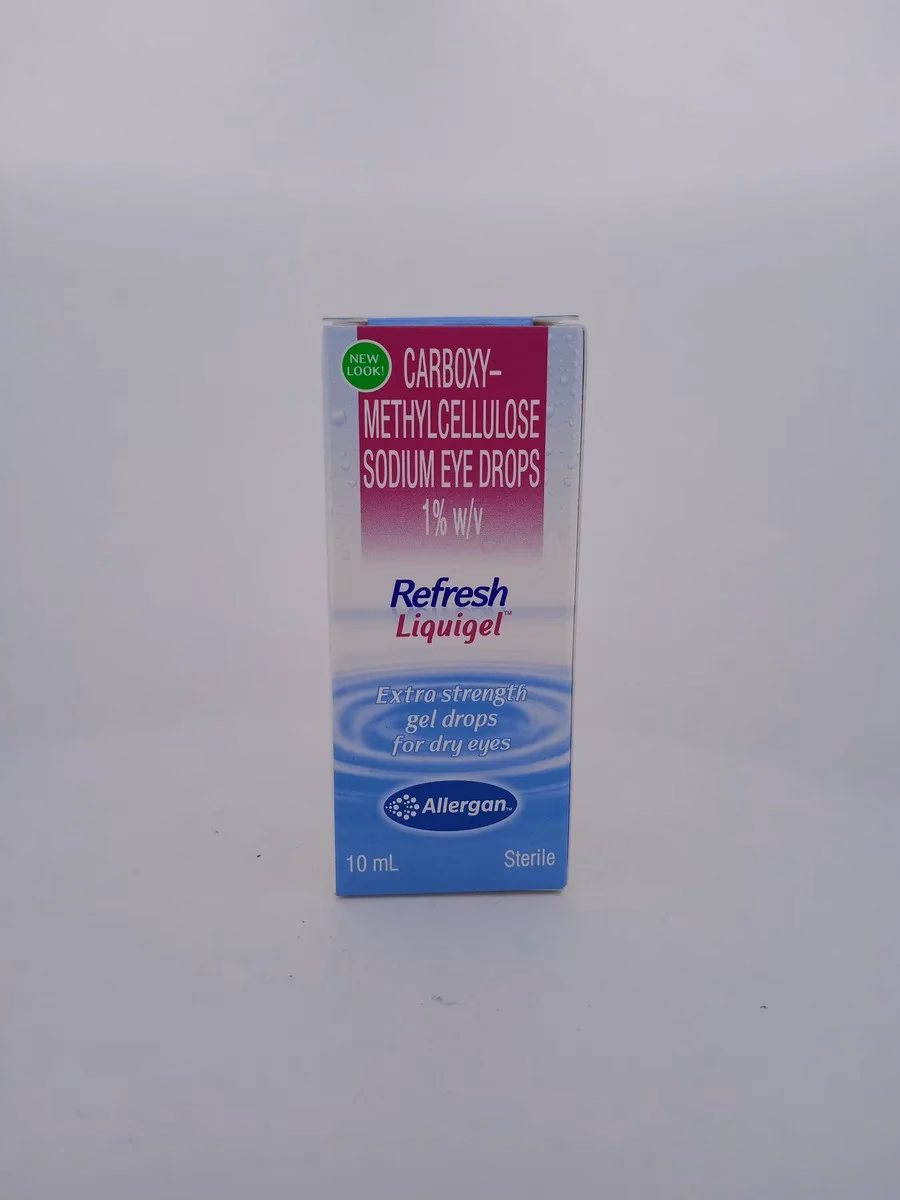 NEW
LOOK!
CARBOXY–
METHYLCELLULOSE
SODIUM EYE DROPS
1% w/v
Refresh
Liquigel™
Extra strength
gel drops
for dry eyes
Allergan™
10 mL
Sterile